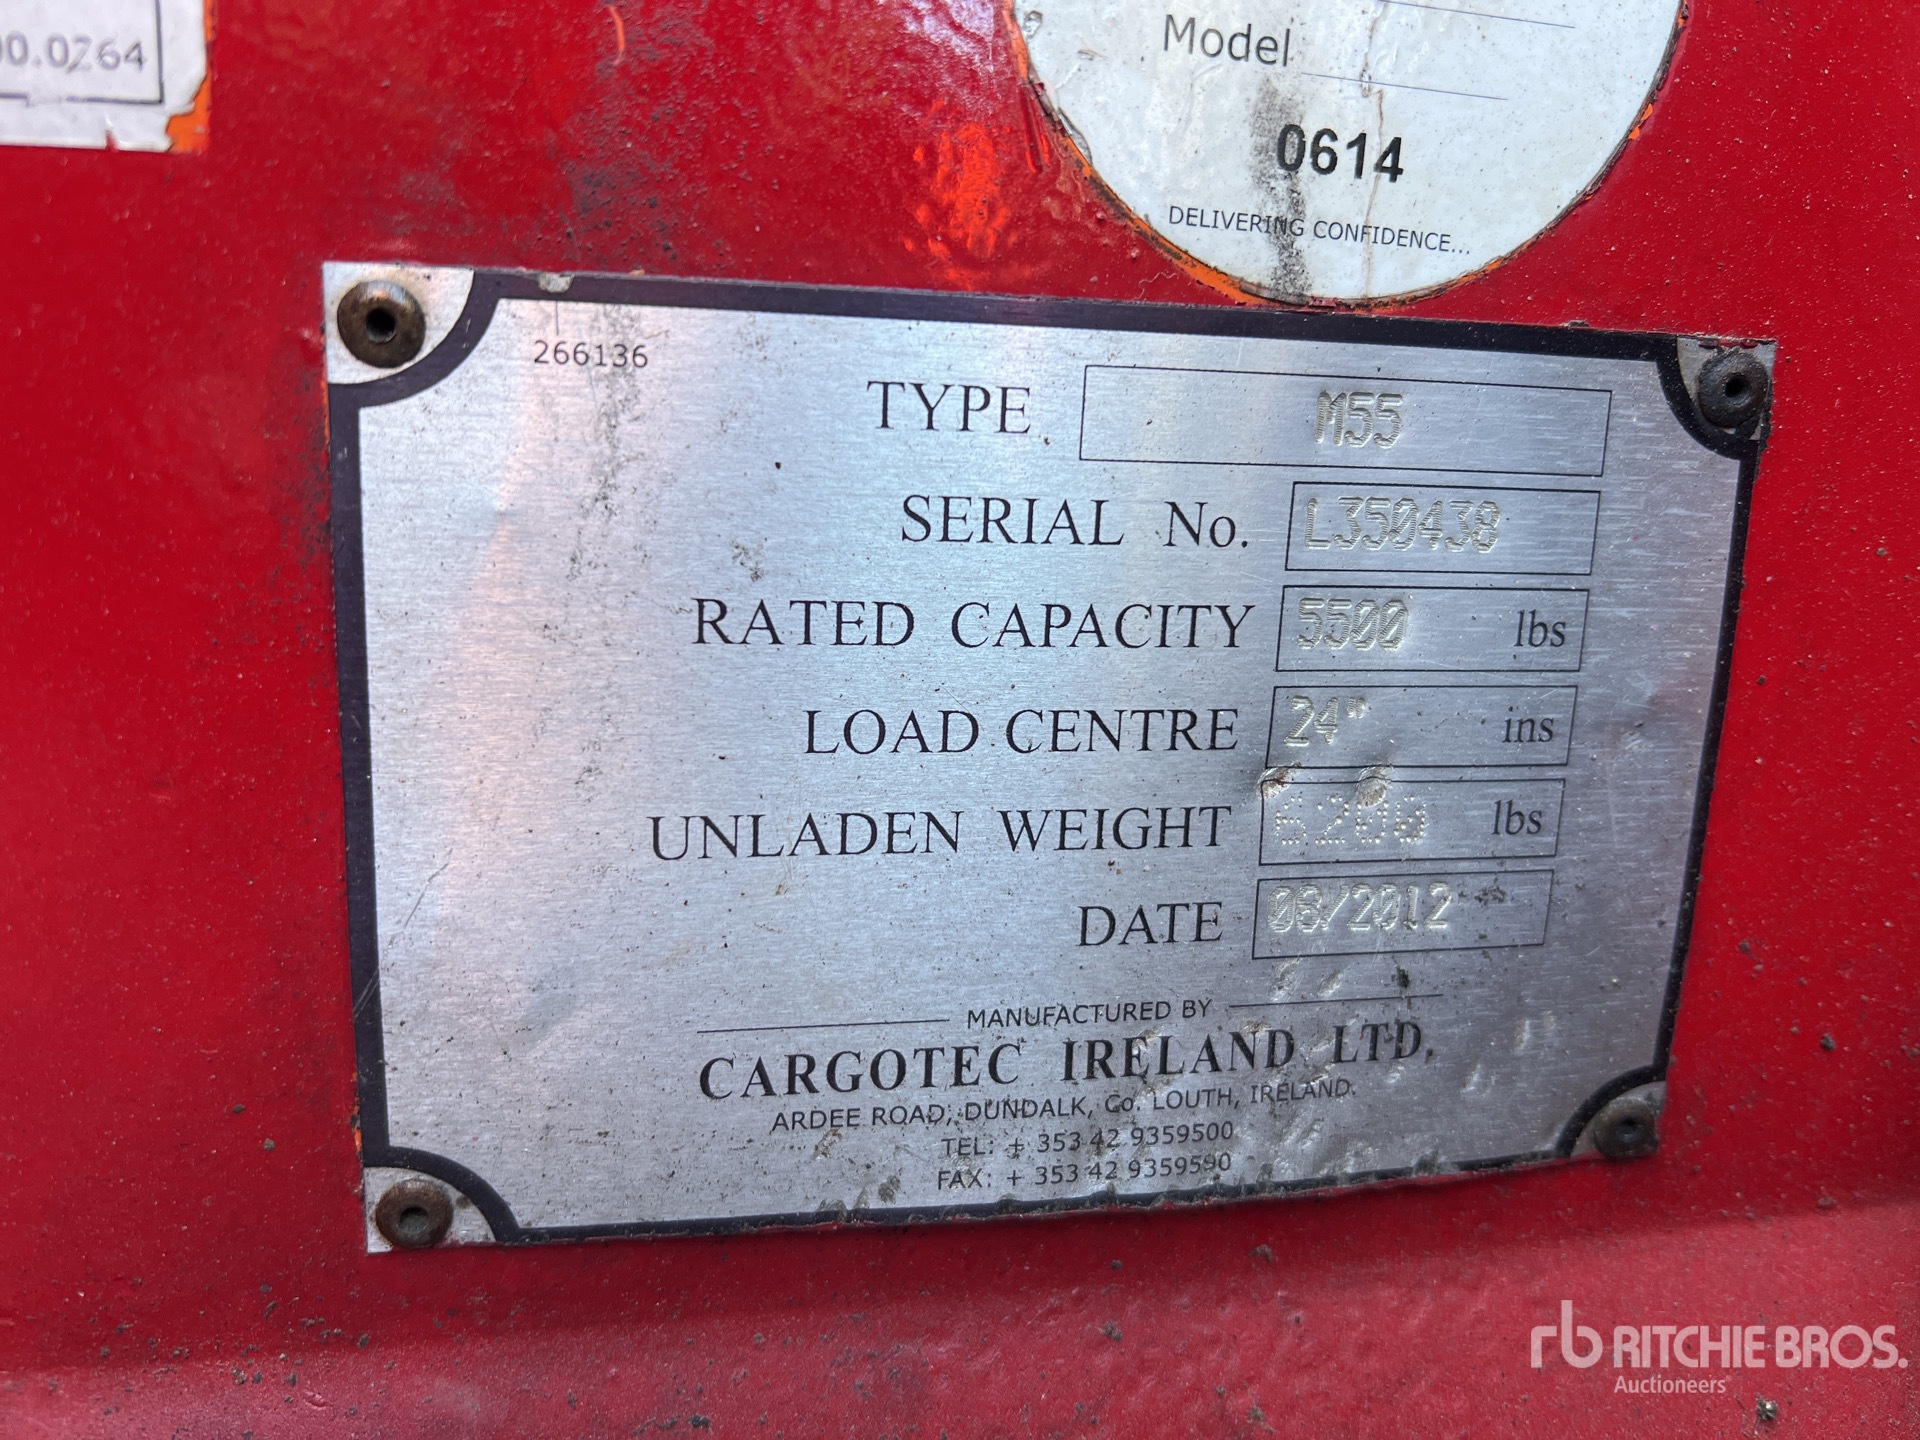 00.0264
Model
0614
DELIVERING CONFIDENCE...
266136
TYPE M55
SERIAL No. L350438
RATED CAPACITY 5500 lbs
LOAD CENTRE 24" ins
UNLADEN WEIGHT 6200 lbs
DATE 08/2012
MANUFACTURED BY
CARGOTEC IRELAND LTD.
ARDEE ROAD, DUNDALK, Co. LOUTH, IRELAND.
TEL: + 353 42 9359500
FAX: + 353 42 9359590
rb RITCHIE BROS.
Auctioneers